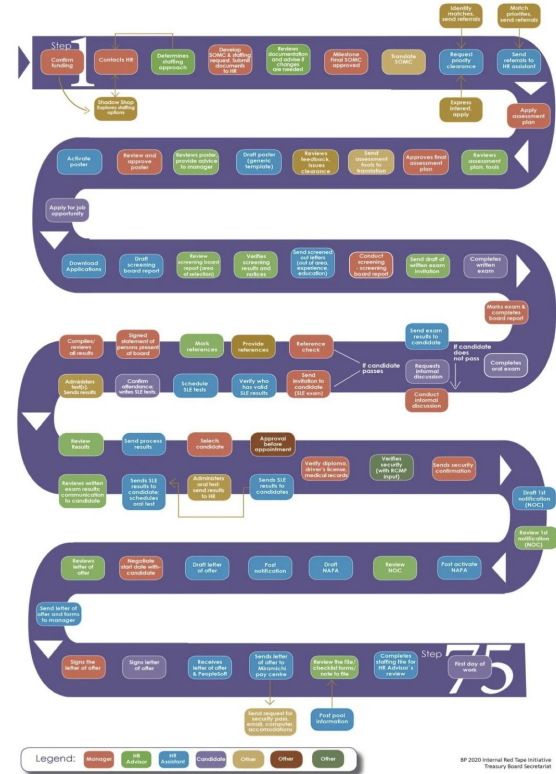 Identify
matches,
send referrals
Match
priorities,
send referrals
Step 1
Confirm
funding
Contacts HR
Determines
staffing
approach
Develop
SOMC & staffing
request. Submit
documents
to HR
Reviews
documentation
and advise if
changes
are needed
Milestone
Final SOMC
approved
Translate
SOMC
Request
priority
clearance
Send
referrals to
HR assistant
Shadow Shop
Explores staffing
options
Express
interest,
apply
Apply
assessment
plan
Activate
poster
Review and
approve
poster
Reviews poster,
provide advice
to manager
Draft poster
(generic
template)
Reviews
feedback,
issues
clearance
Send
assessment
tools to
translation
Approves final
assessment
plan
Reviews
assessment
plan, tools
Apply for job
opportunity
Download
Applications
Draft
screening
board report
Review
screening board
report (area
of selection)
Verifies
screening
results and
notices
Send screened
out letters
(out of area,
experience,
education)
Conduct
screening
- screening
board report
Send draft of
written exam
invitation
Completes
written
exam
Marks exam &
completes
board report
Compiles/
reviews
all results
Signed
statement of
persons present
at board
Mark
references
Provide
references
Reference
check
Send exam
results to
candidate
If candidate
passes
If candidate
does
not pass
Administers
test(s).
Sends results
Confirm
attendance;
writes SLE tests
Schedule
SLE tests
Verify who
has valid
SLE results
Send
invitation to
candidate
(SLE exam)
Requests
informal
discussion
Completes
oral exam
Conduct
informal
discussion
Review
Results
Send process
results
Selects
candidate
Approval
before
appointment
Verify diploma,
driver's license,
medical records
Verifies
security
(with RCMP
input)
Sends security
confirmation
Reviews written
exam results;
communication
to candidate
Sends SLE
results to
candidate;
schedules
oral test
Administers
oral test
send results
to HR
Sends SLE
results to
candidates
Draft 1st
notification
(NOC)
Review 1st
notification
(NOC)
Reviews
letter of
offer
Negotiate
start date with-
candidate
Draft letter
of offer
Post
notification
Draft
NAPA
Review
NOC
Post activate
NAPA
Send letter of
offer and forms
to manager
Signs the
letter of offer
Signs letter
of offer
Receives
letter of offer
& PeopleSoft
Sends
letter of offer
to Miramichi
pay centre
Review the file/
checklist forms/
note to file
Completes
staffing file for
HR Advisor's
review
Step 75
First day of
work
Send request for
security pass,
email, computer,
accomodations
Post pool
information
Legend:
Manager
HR
Advisor
HR
Assistant
Candidate
Other
Other
Other
BP 2020 Internal Red Tape Initiative
Treasury Board Secretariat